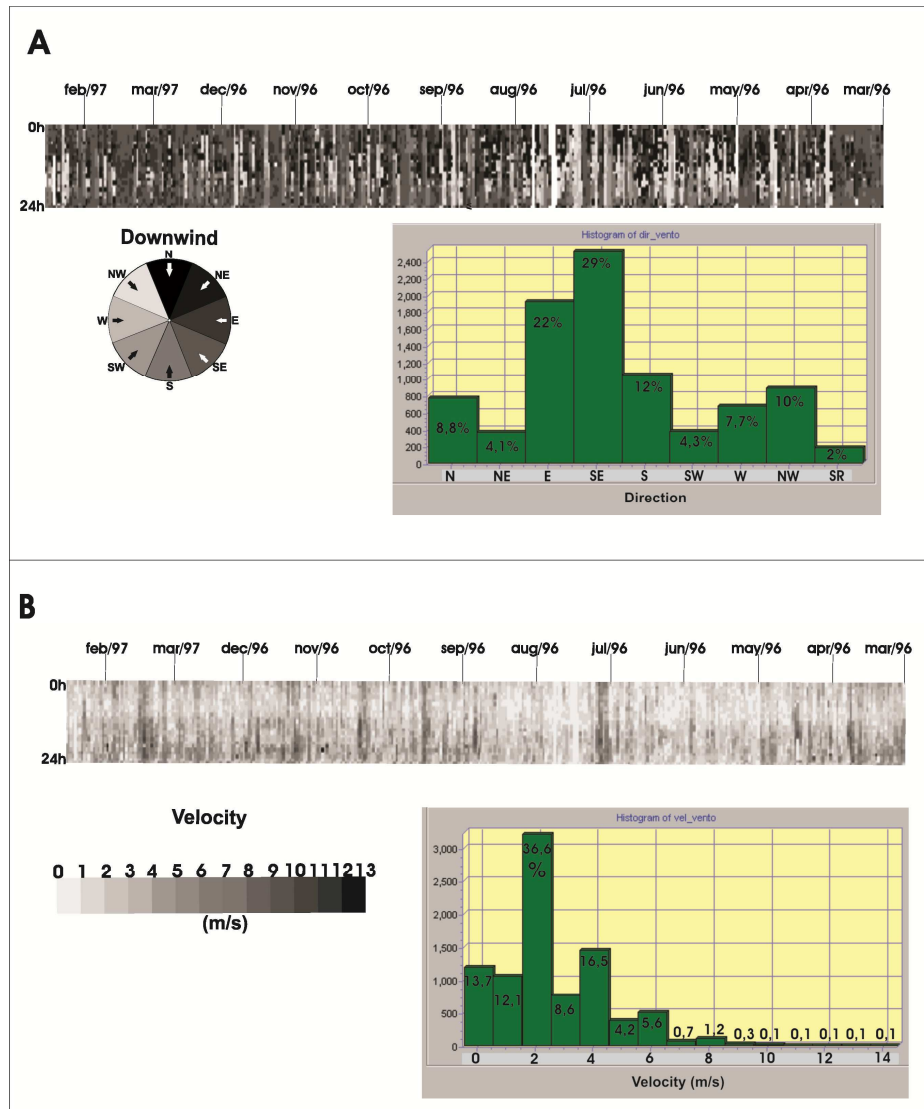 A
feb/97 mar/97 dec/96 nov/96 oct/96 sep/96 aug/96 jul/96 jun/96 may/96 apr/96 mar/96
0h
24h
Downwind
N
NW NE
W E
SW SE
S
Histogram of dir_vento
2,400
2,200
2,000
1,800
1,600
1,400
1,200
1,000
800
600
400
200
0
8,8% 4,1% 22% 29% 12% 4,3% 7,7% 10% 2%
N NE E SE S SW W NW SR
Direction
B
feb/97 mar/97 dec/96 nov/96 oct/96 sep/96 aug/96 jul/96 jun/96 may/96 apr/96 mar/96
0h
24h
Velocity
0 1 2 3 4 5 6 7 8 9 10 11 12 13
(m/s)
Histogram of vel_vento
3,000
2,500
2,000
1,500
1,000
500
0
13,7 12,1 36,6 % 8,6 16,5 4,2 5,6 0,7 1,2 0,3 0,1 0,1 0,1 0,1 0,1
0 2 4 6 8 10 12 14
Velocity (m/s)